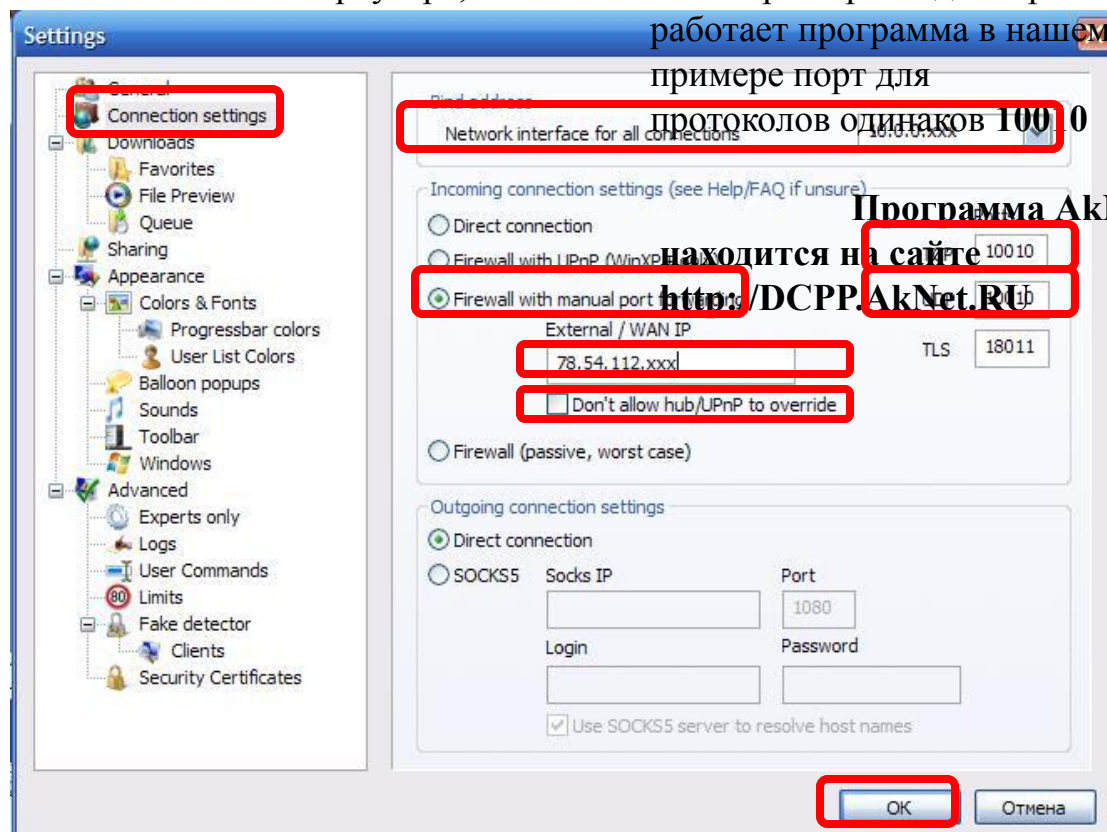 работает программа в нашем
примере порт для
протоколов одинаков 10010
Программа
находится на сайте
http://DCPP.AkNet.RU
Settings
General
Connection settings
Downloads
Favorites
File Preview
Queue
Sharing
Appearance
Colors & Fonts
Progressbar colors
User List Colors
Balloon popups
Sounds
Toolbar
Windows
Advanced
Experts only
Logs
User Commands
Limits
Fake detector
Clients
Security Certificates
Bind address
Network interface for all connections 10.0.0.xxx
Incoming connection settings (see Help/FAQ if unsure)
Direct connection
10010
Firewall with UPnP
Firewall with manual port forwarding 10010
External / WAN IP
78.54.112.xxx
TLS 18011
Don't allow hub/UPnP to override
Firewall (passive, worst case)
Outgoing connection settings
Direct connection
SOCKS5 Socks IP Port
1080
Login Password
Use SOCKS5 server to resolve host names
OK Отмена